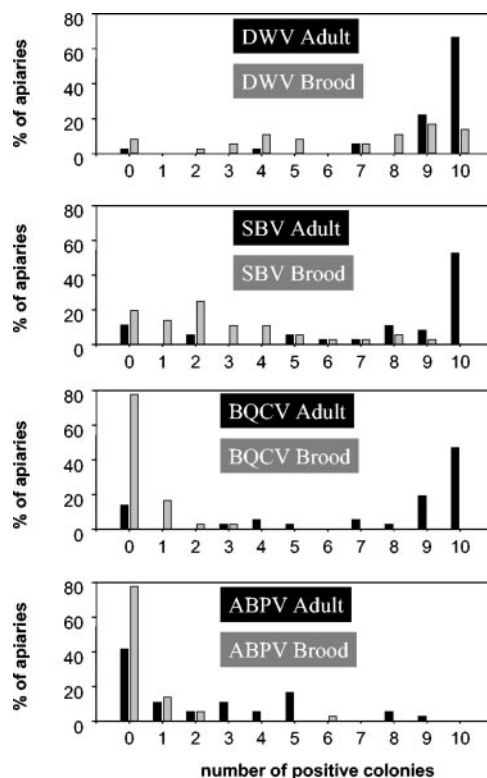 80
60
40
20
0
% of apiaries
DWV Adult
DWV Brood
0 1 2 3 4 5 6 7 8 9 10
80
60
40
20
0
% of apiaries
SBV Adult
SBV Brood
0 1 2 3 4 5 6 7 8 9 10
80
60
40
20
0
% of apiaries
BQCV Adult
BQCV Brood
0 1 2 3 4 5 6 7 8 9 10
80
60
40
20
0
% of apiaries
ABPV Adult
ABPV Brood
0 1 2 3 4 5 6 7 8 9 10
number of positive colonies